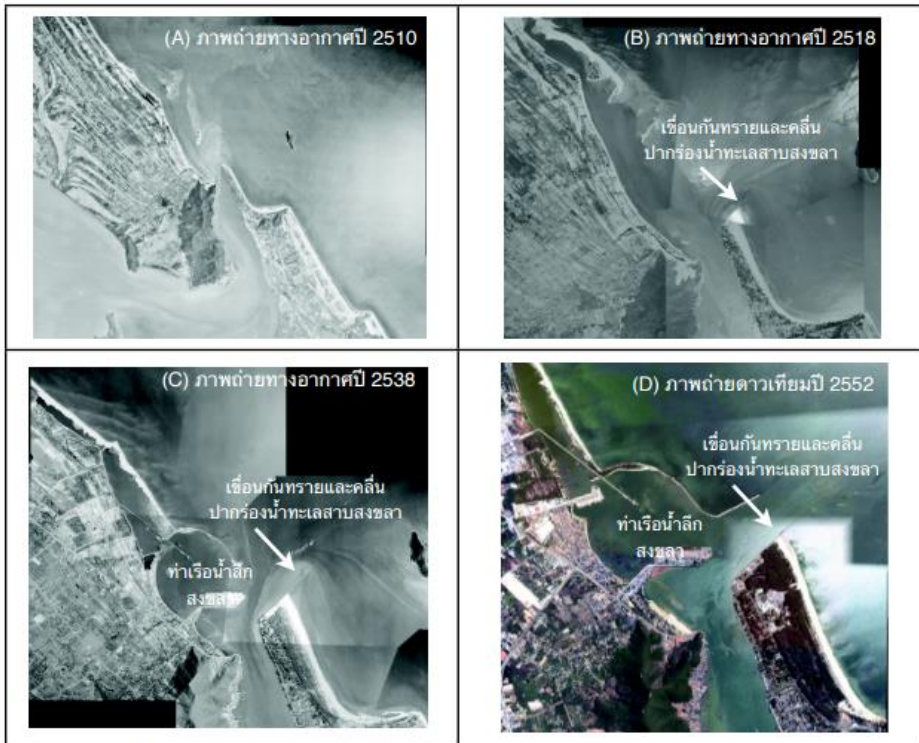 (A) ภาพถ่ายทางอากาศปี 2510
(B) ภาพถ่ายทางอากาศปี 2518
เขื่อนกันทรายและคลื่น
ปากร่องน้ำทะเลสาบสงขลา
(C) ภาพถ่ายทางอากาศปี 2538
เขื่อนกันทรายและคลื่น
ปากร่องน้ำทะเลสาบสงขลา
ท่าเรือน้ำลึก
สงขลา
(D) ภาพถ่ายดาวเทียมปี 2552
เขื่อนกันทรายและคลื่น
ปากร่องน้ำทะเลสาบสงขลา
ท่าเรือน้ำลึก
สงขลา